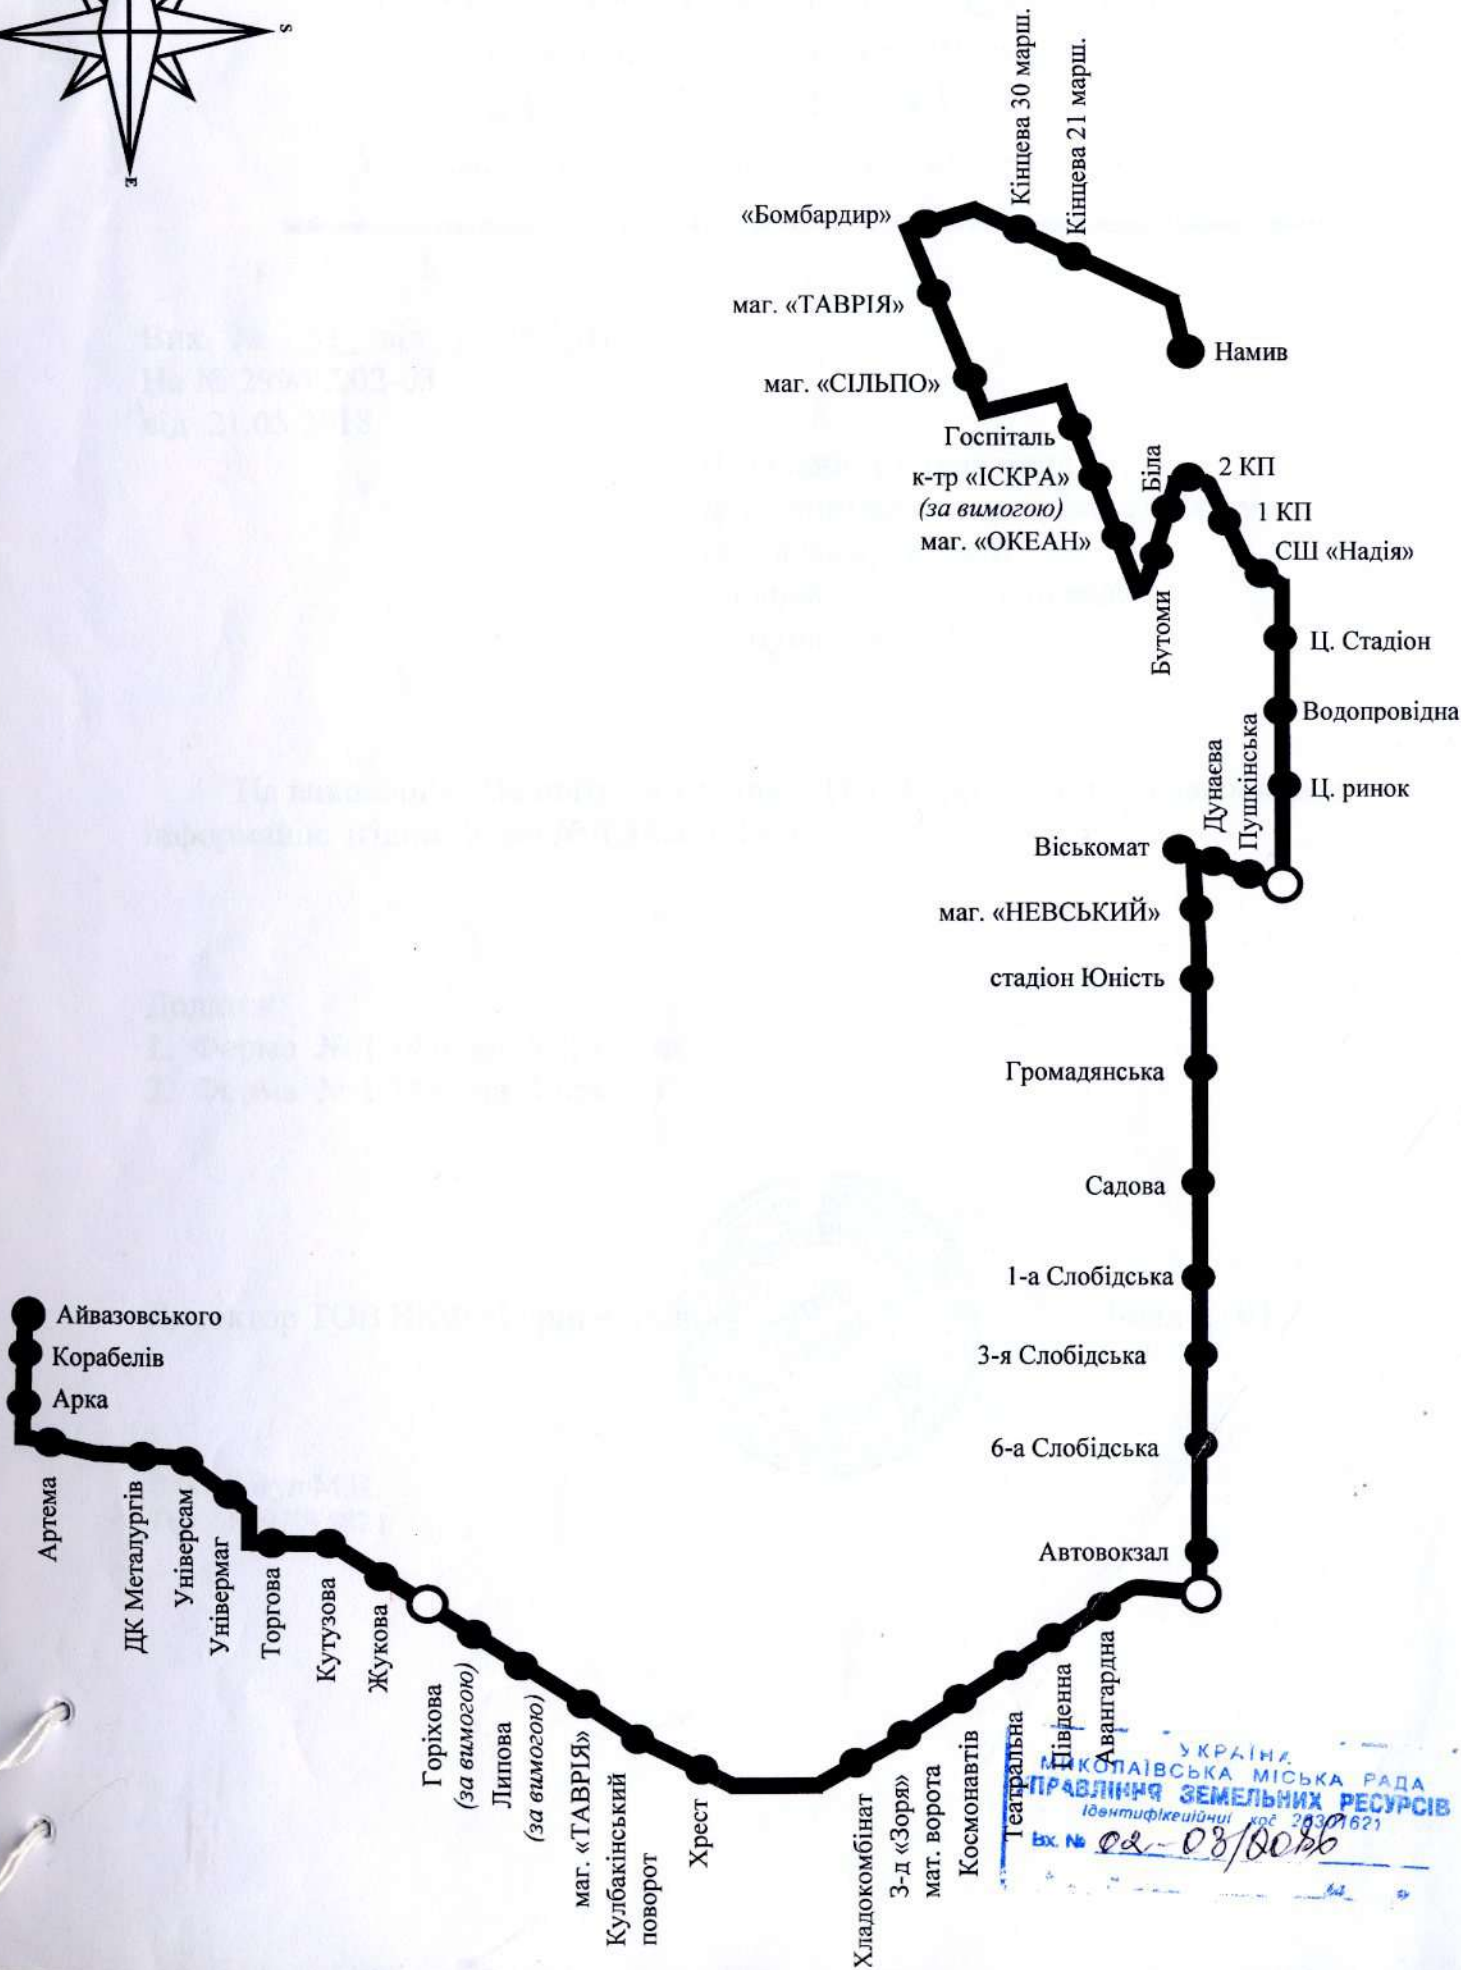 S
E
Кінцева 30 марш.
Кінцева 21 марш.
«Бомбардир»
маг. «ТАВРІЯ»
Намив
маг. «СІЛЬПО»
Госпіталь
к-тр «ІСКРА»
(за вимогою)
маг. «ОКЕАН»
Бутоми
Біла
2 КП
1 КП
СШ «Надія»
Ц. Стадіон
Водопровідна
Ц. ринок
Пушкінська
Дунаєва
Віськомат
маг. «НЕВСЬКИЙ»
стадіон Юність
Громадянська
Садова
1-а Слобідська
3-я Слобідська
6-а Слобідська
Автовокзал
Айвазовського
Корабелів
Арка
Артема
ДК Металургів
Універсам
Універмаг
Торгова
Кутузова
Жукова
Горіхова
(за вимогою)
Липова
(за вимогою)
маг. «ТАВРІЯ»
Кулбакінський
поворот
Хрест
Хладокомбінат
З-д «Зоря»
мат. ворота
Космонавтів
Театральна
Південна
Авангардна
УКРАЇНА
МИКОЛАЇВСЬКА МІСЬКА РАДА
УПРАВЛІННЯ ЗЕМЕЛЬНИХ РЕСУРСІВ
код 26301621
Вх. №